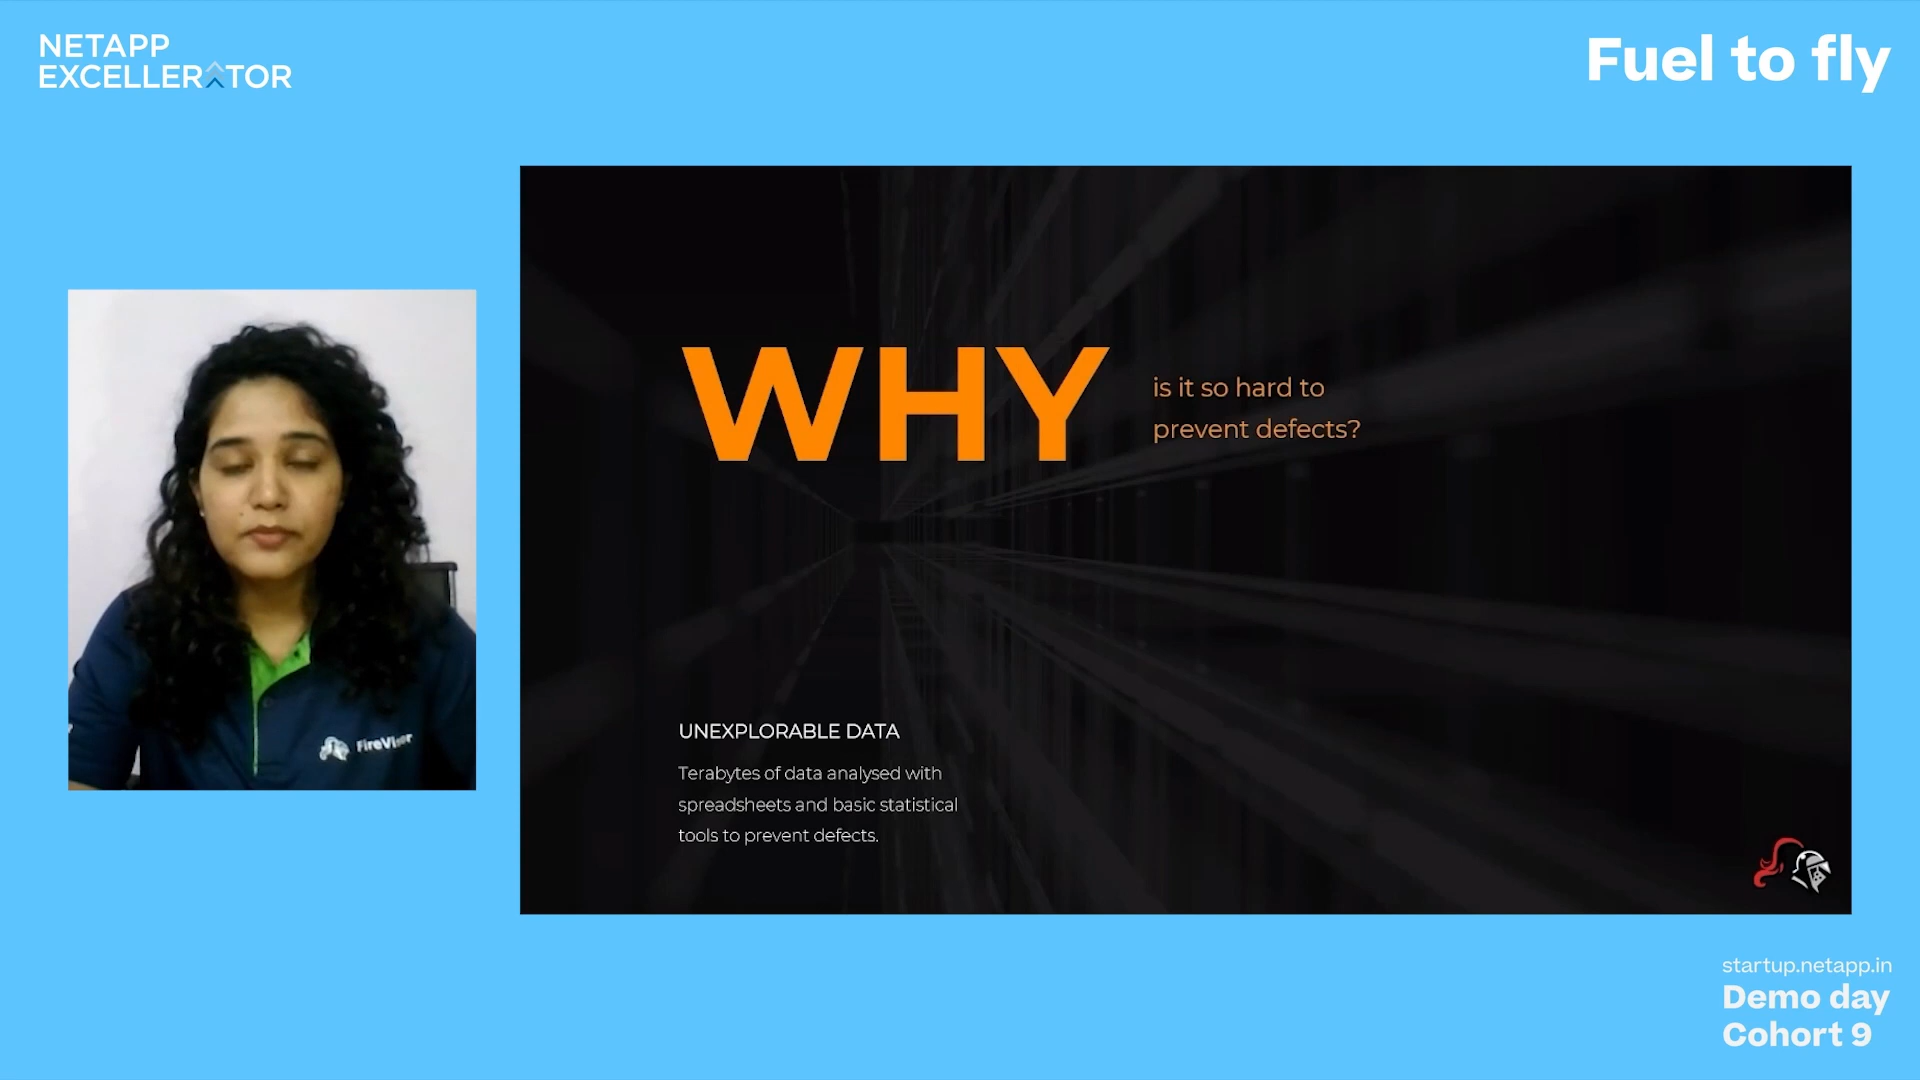 NETAPP
EXCELLERATOR
Fuel to fly
WHY
is it so hard to
prevent defects?
FireVisor
UNEXPLORABLE DATA
Terabytes of data analysed with
spreadsheets and basic statistical
tools to prevent defects.
startup.netapp.in
Demo day
Cohort 9